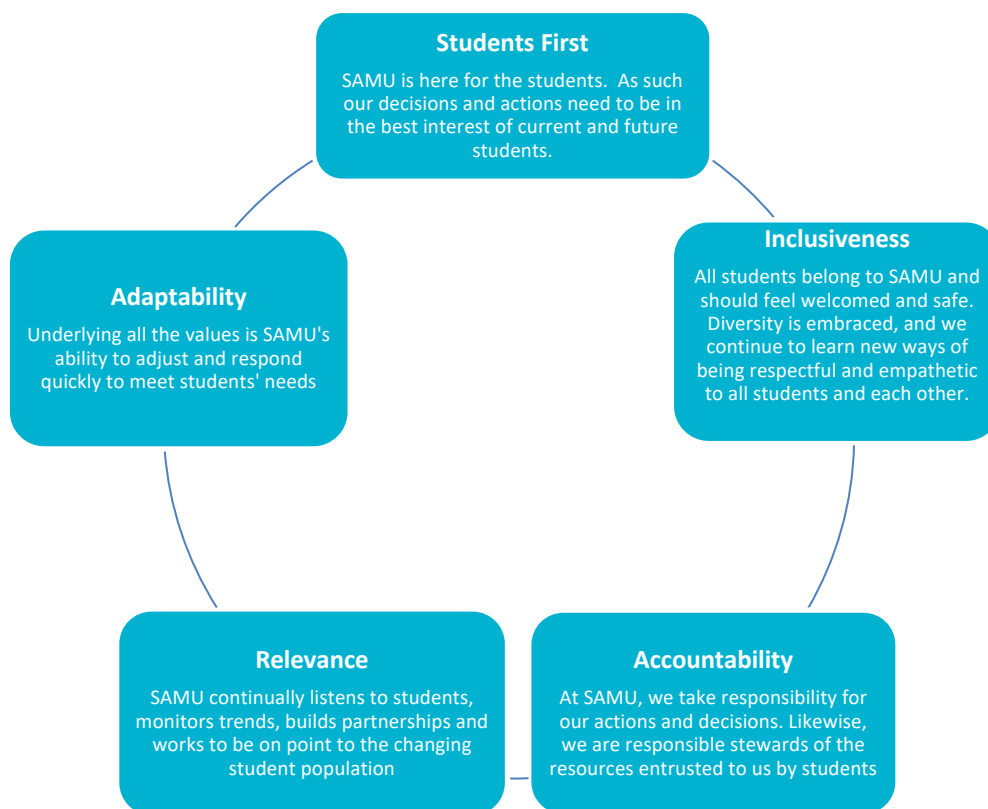 Students First
SAMU is here for the students.  As such
our decisions and actions need to be in
the best interest of current and future
students.
Inclusiveness
All students belong to SAMU and
should feel welcomed and safe.
Diversity is embraced, and we
continue to learn new ways of
being respectful and empathetic
to all students and each other.
Accountability
At SAMU, we take responsibility for
our actions and decisions. Likewise,
we are responsible stewards of the
resources entrusted to us by students
Relevance
SAMU continually listens to students,
monitors trends, builds partnerships and
works to be on point to the changing
student population
Adaptability
Underlying all the values is SAMU's
ability to adjust and respond
quickly to meet students' needs